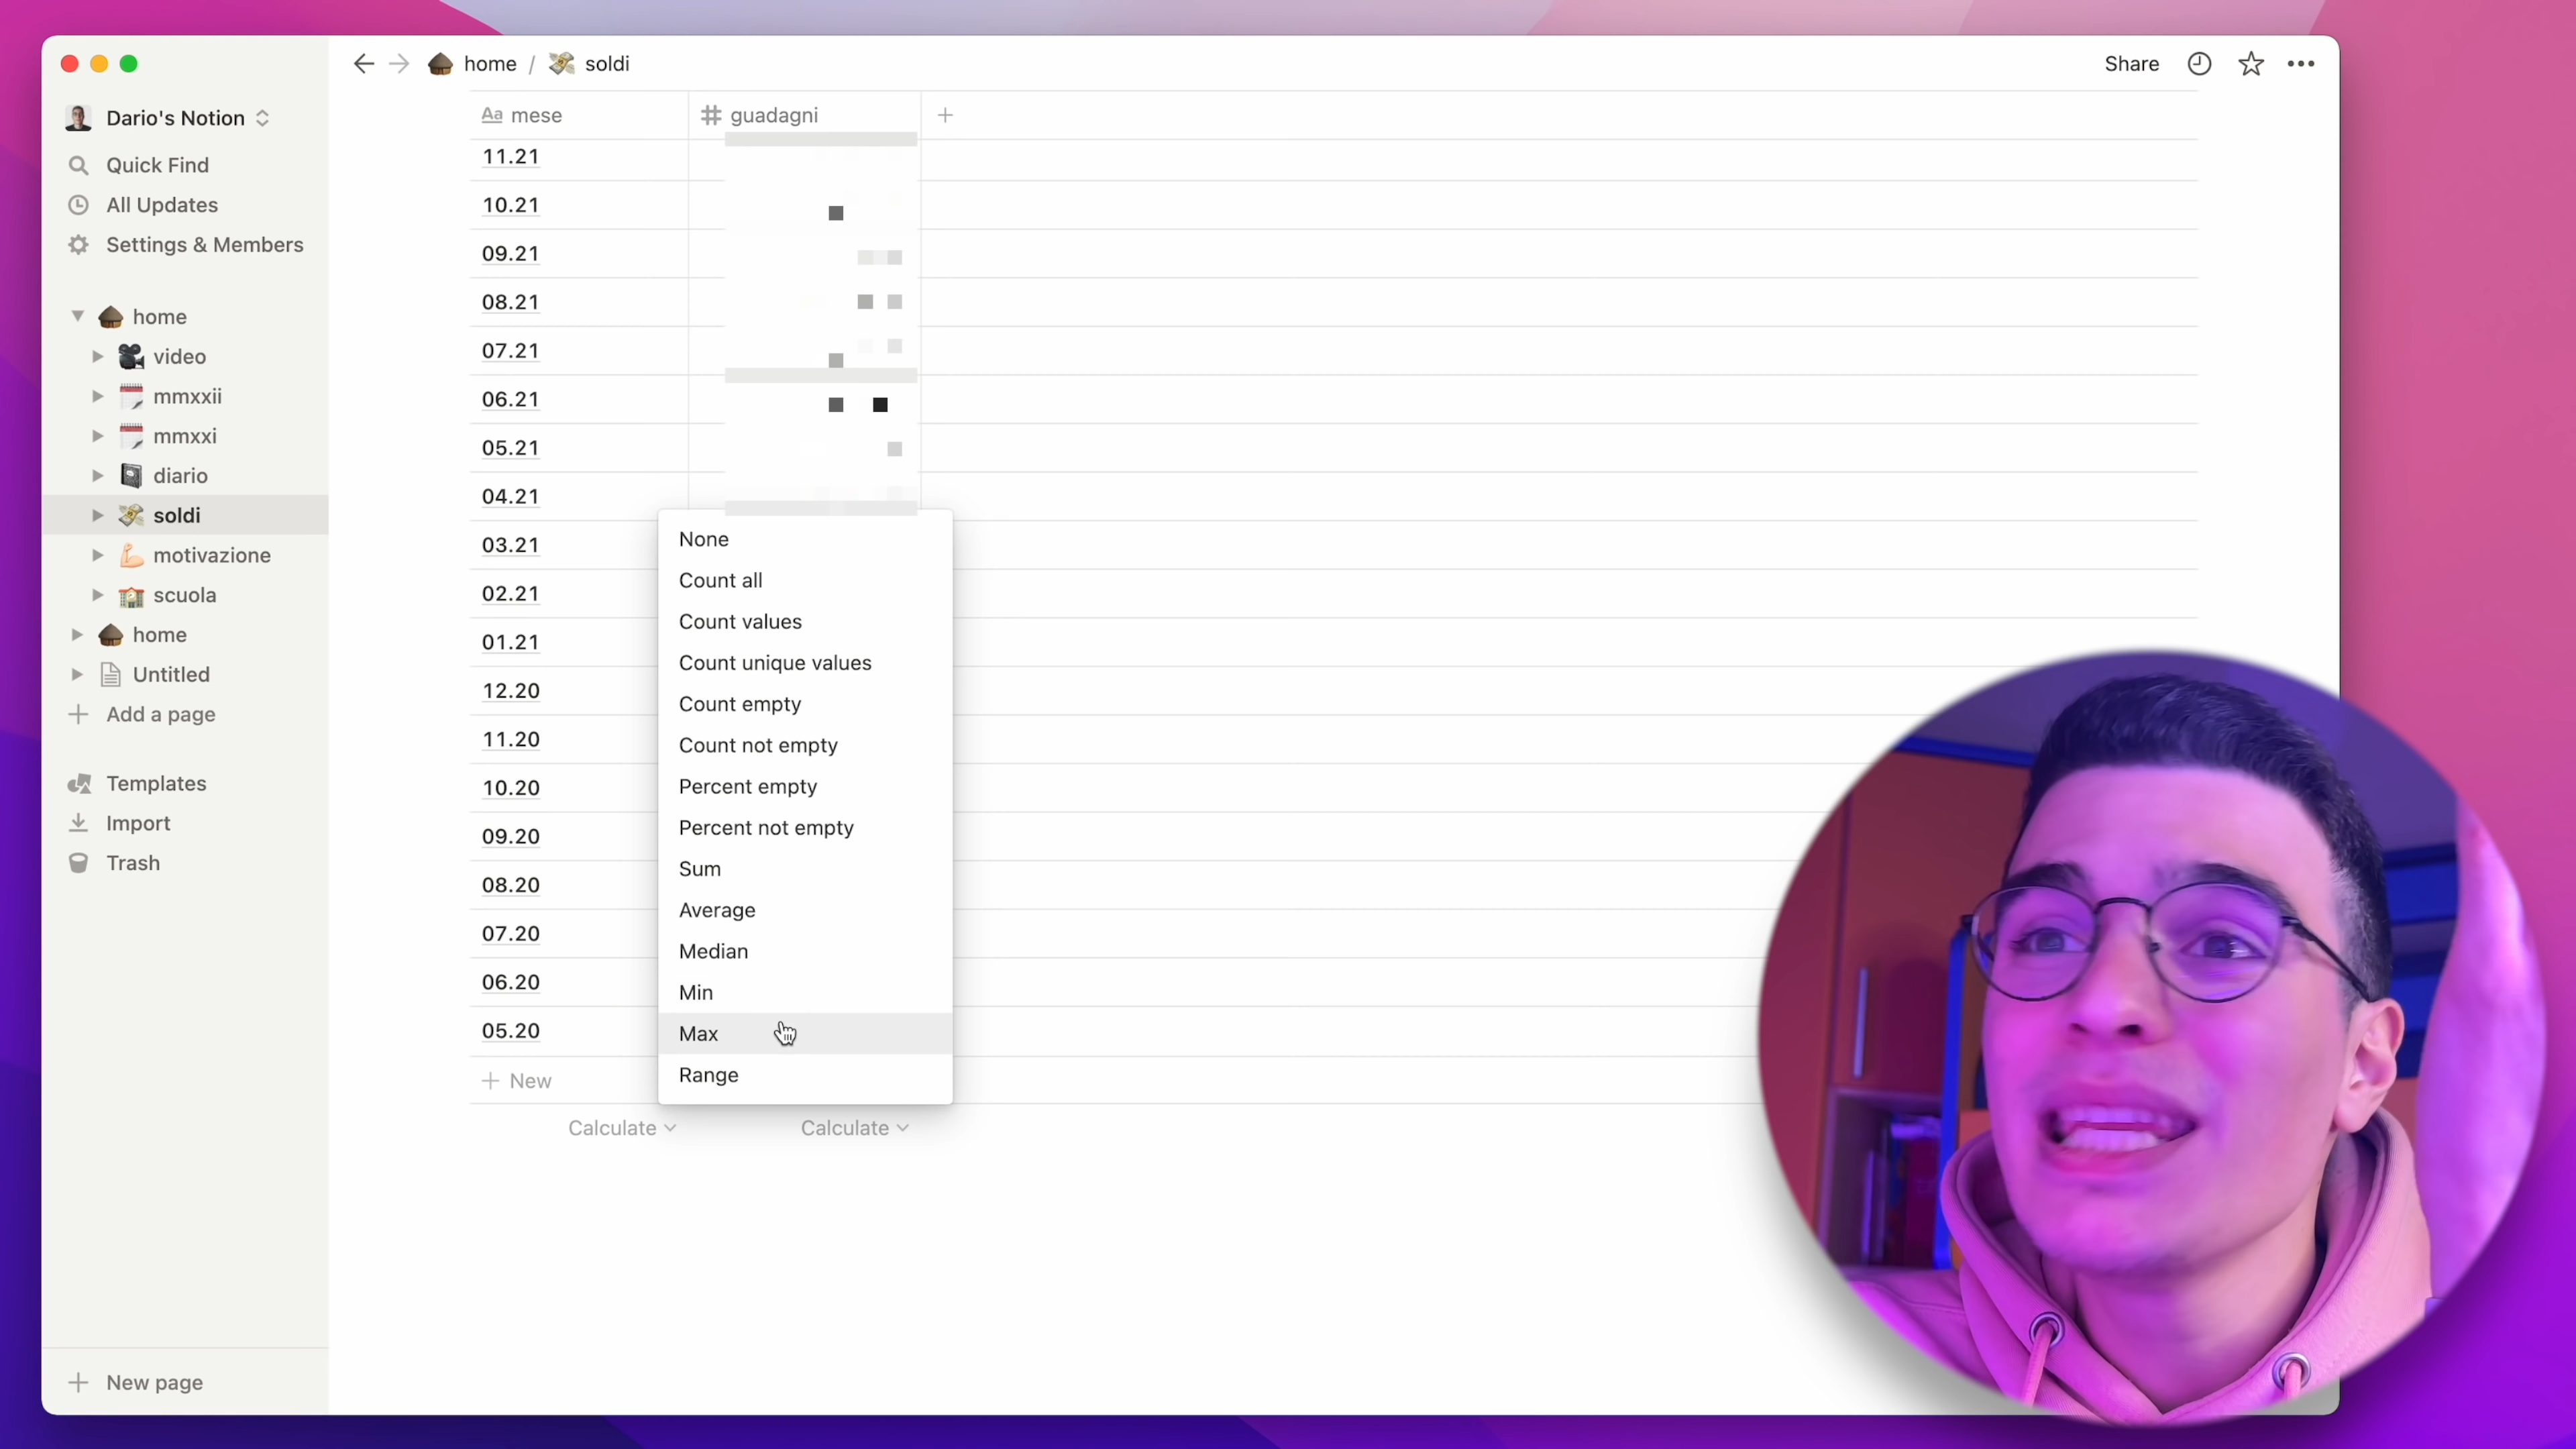 home / soldi
Share
Dario's Notion
Quick Find
All Updates
Settings & Members
home
video
mmxxii
mmxxi
diario
soldi
motivazione
scuola
home
Untitled
Add a page
Templates
Import
Trash
New page
Aa mese
guadagni
11.21
10.21
09.21
08.21
07.21
06.21
05.21
04.21
03.21
02.21
01.21
12.20
11.20
10.20
09.20
08.20
07.20
06.20
05.20
New
Calculate
Calculate
None
Count all
Count values
Count unique values
Count empty
Count not empty
Percent empty
Percent not empty
Sum
Average
Median
Min
Max
Range